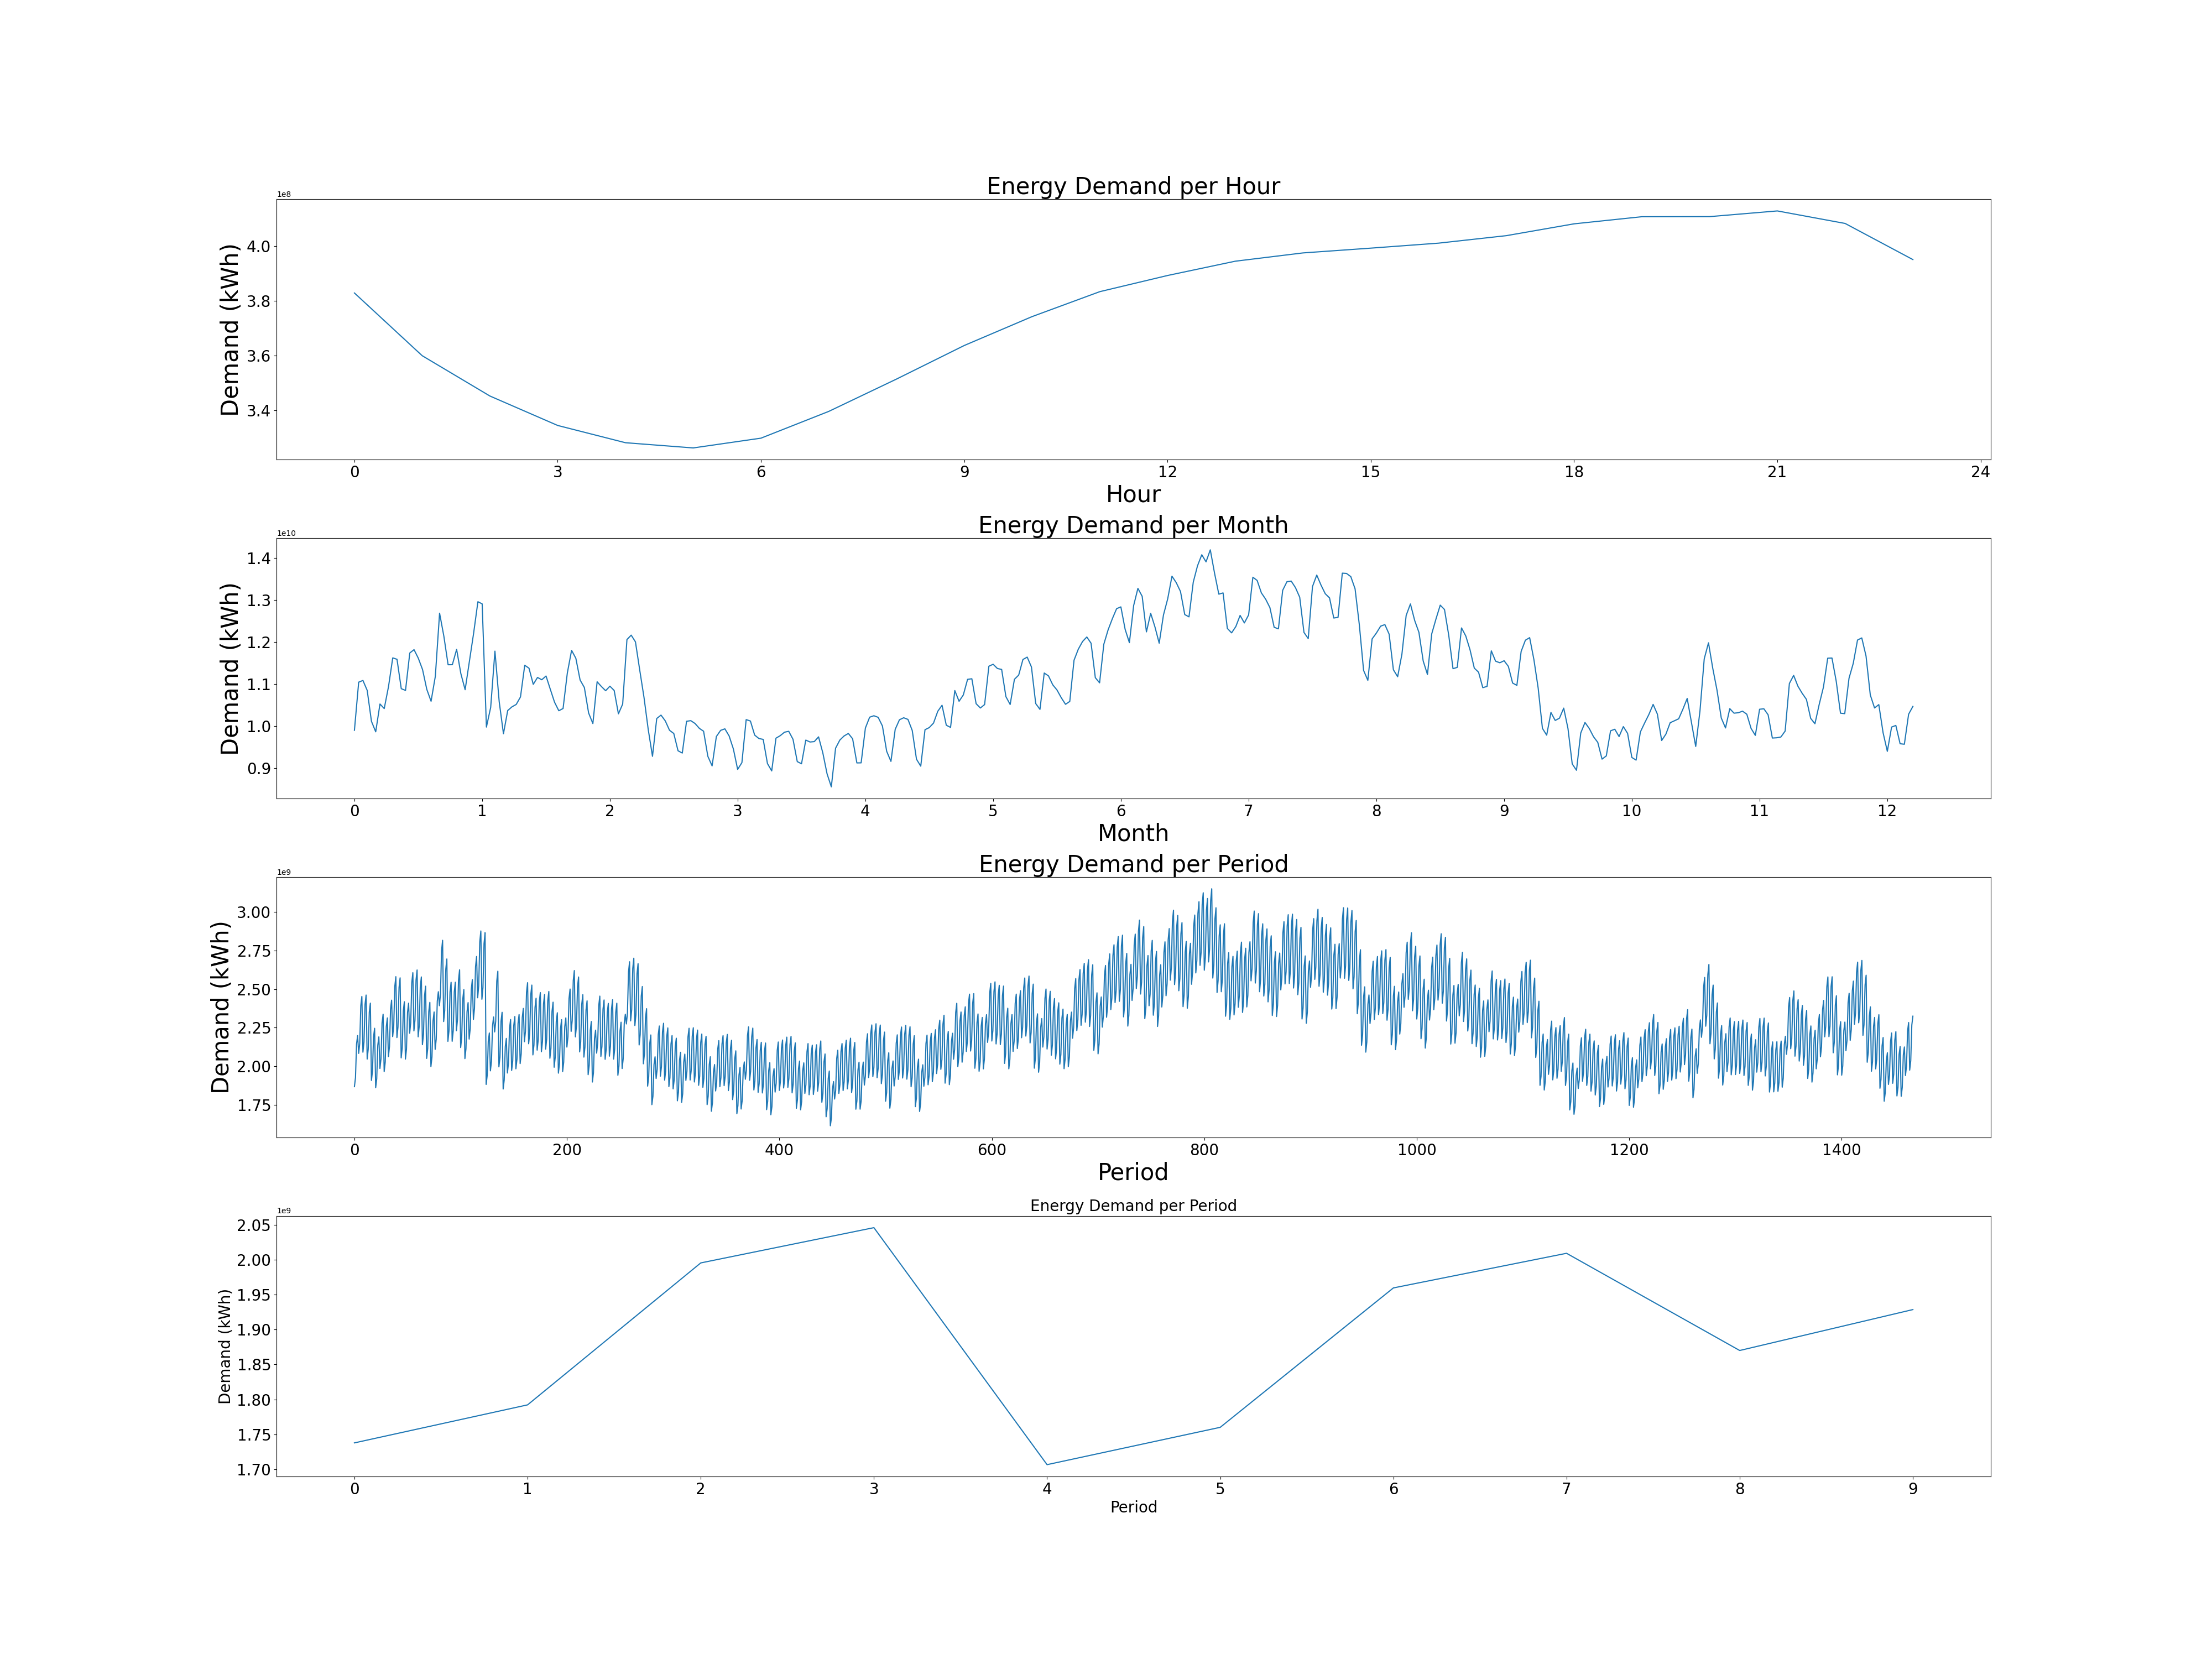 Energy Demand per Hour
1e8
4.0
3.8
3.6
3.4
Demand (kWh)
0 3 6 9 12 15 18 21 24
Hour
Energy Demand per Month
1e10
1.4
1.3
1.2
1.1
1.0
0.9
Demand (kWh)
0 1 2 3 4 5 6 7 8 9 10 11 12
Month
Energy Demand per Period
1e9
3.00
2.75
2.50
2.25
2.00
1.75
Demand (kWh)
0 200 400 600 800 1000 1200 1400
Period
Energy Demand per Period
1e9
2.05
2.00
1.95
1.90
1.85
1.80
1.75
1.70
Demand (kWh)
0 1 2 3 4 5 6 7 8 9
Period